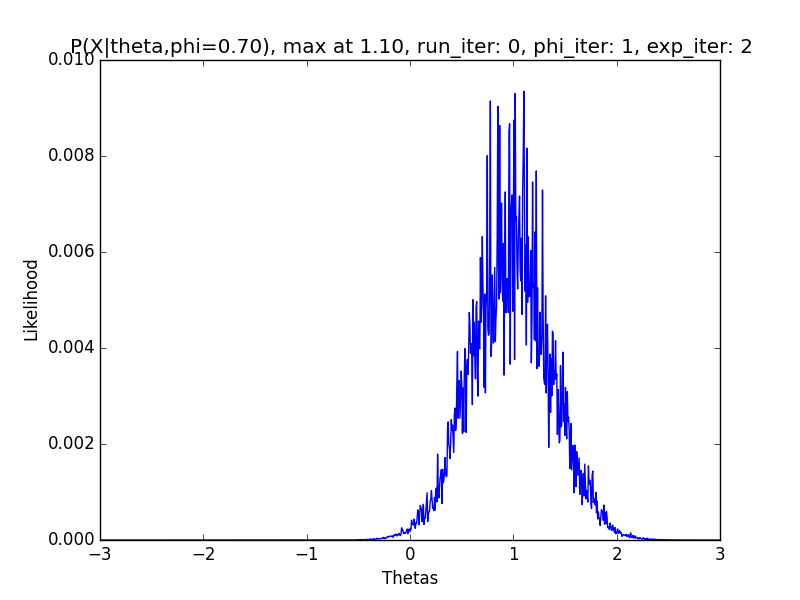 P(X|theta,phi=0.70), max at 1.10, run_iter: 0, phi_iter: 1, exp_iter: 2
0.010
0.008
0.006
Likelihood
0.004
0.002
0.000
−3 −2 −1 0 1 2 3
Thetas